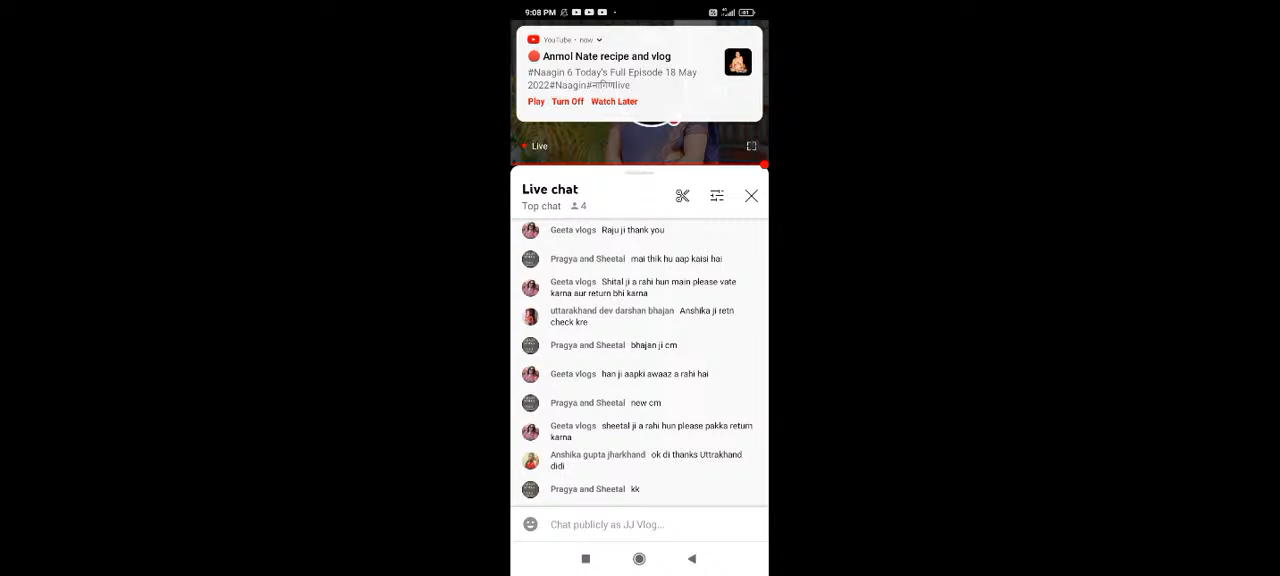 9:08 PM
YouTube • now
Anmol Nate recipe and vlog
#Naagin 6 Today's Full Episode 18 May
2022#Naagin#नागिणlive
Play Turn Off Watch Later
Live
Live chat
Top chat 4
Geeta vlogs Raju ji thank you
Pragya and Sheetal mai thik hu aap kaisi hai
Geeta vlogs Shital ji a rahi hun main please vate
karna aur return bhi karna
uttarakhand dev darshan bhajan Anshika ji retn
check kre
Pragya and Sheetal bhajan ji cm
Geeta vlogs han ji aapki awaaz a rahi hai
Pragya and Sheetal new cm
Geeta vlogs sheetal ji a rahi hun please pakka return
karna
Anshika gupta jharkhand ok di thanks Uttrakhand
didi
Pragya and Sheetal kk
Chat publicly as JJ Vlog...